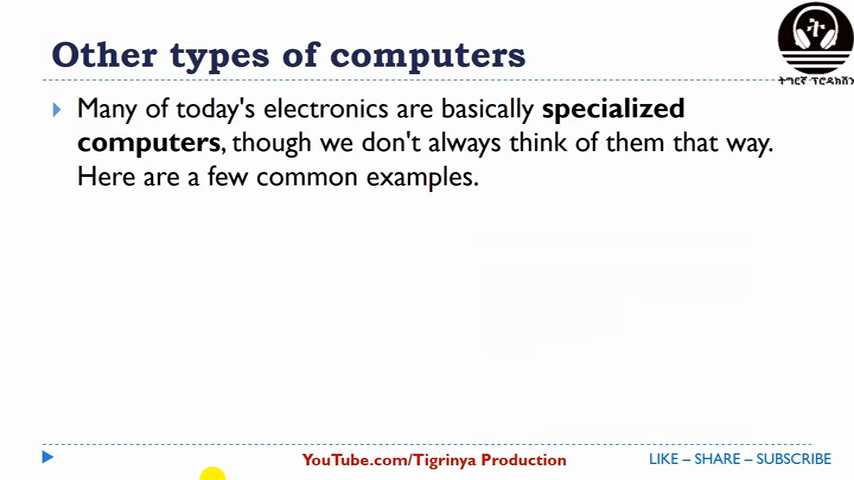 Other types of computers
ት
ትግርኛ ፕሮዳክሽን
Many of today's electronics are basically specialized
computers, though we don't always think of them that way.
Here are a few common examples.
YouTube.com/Tigrinya Production
LIKE – SHARE – SUBSCRIBE